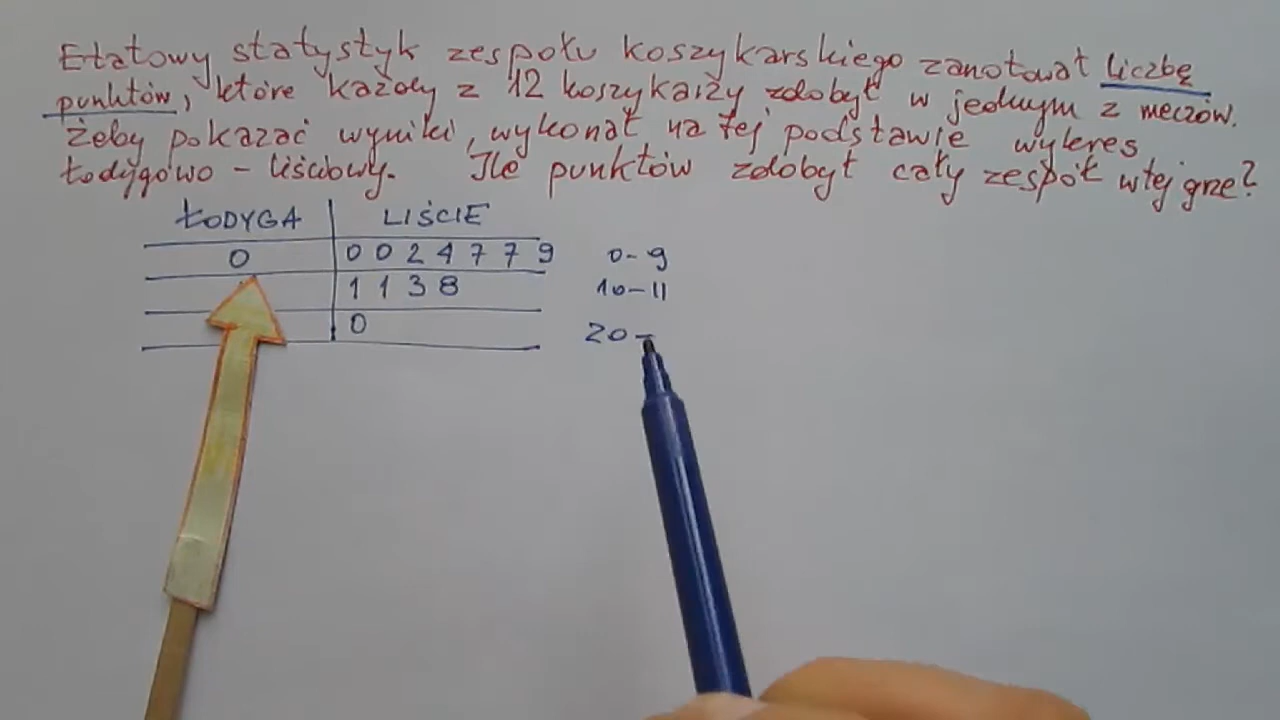 Etatowy statystyk zespołu koszykarskiego zanotował liczbę
punktów, które każdy z 12 koszykarzy zdobył w jednym z meczów.
Żeby pokazać wyniki, wykonał na tej podstawie wykres
łodygowo - liściowy. Ile punktów zdobył cały zespół w tej grze?
ŁODYGA LIŚCIE
0 0 0 2 4 7 7 9 0-9
1 1 3 8 10-11
0 20-